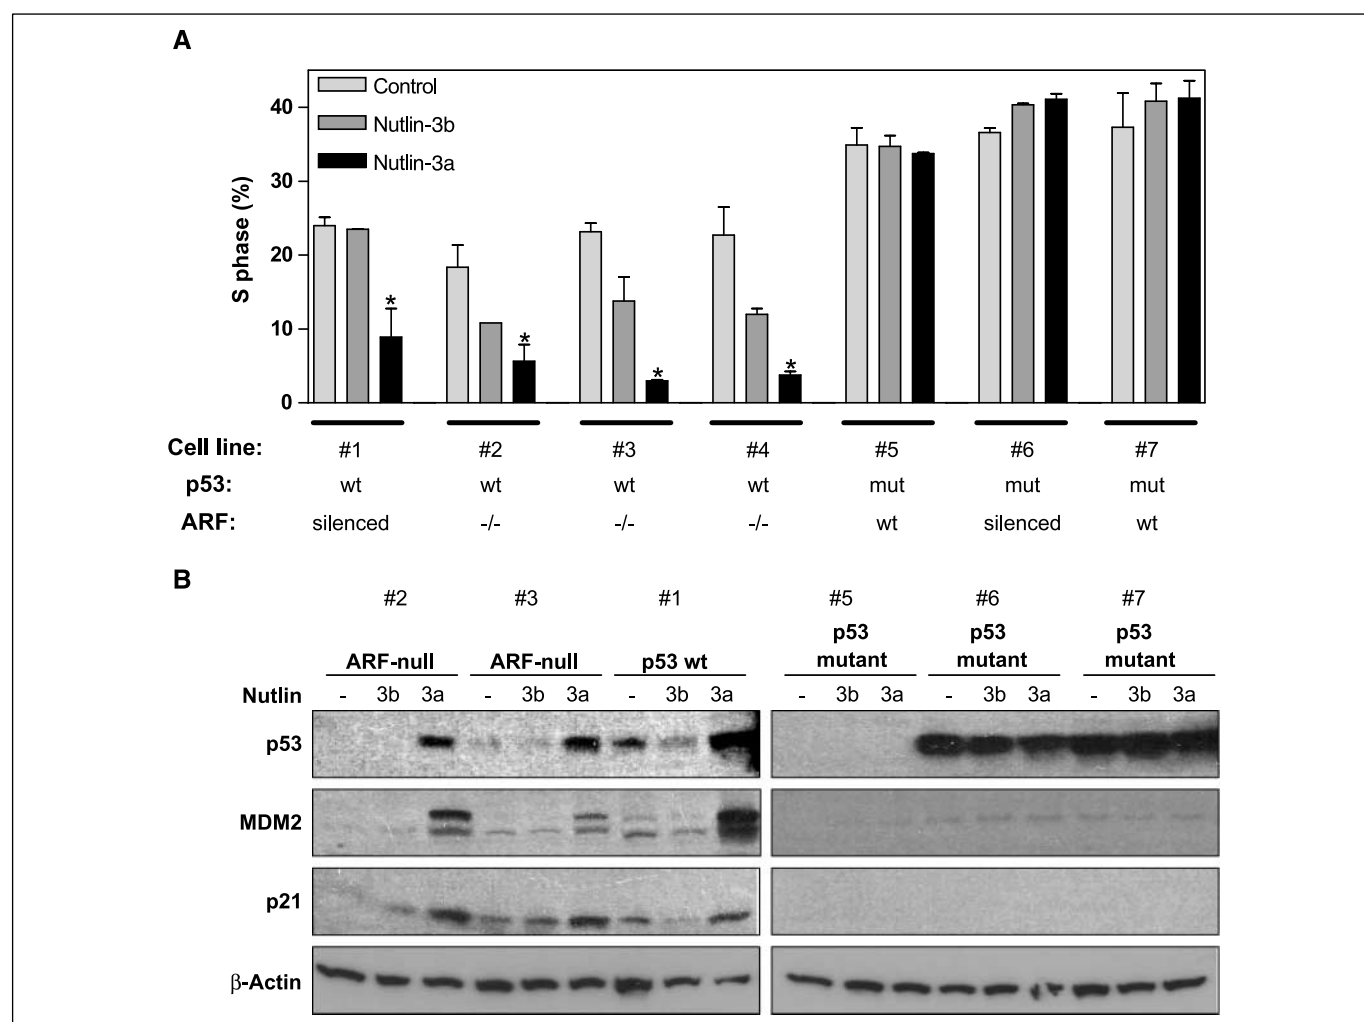 A
Control
Nutlin-3b
Nutlin-3a
S phase (%)
40
30
20
10
0
* * * *
Cell line: #1 #2 #3 #4 #5 #6 #7
p53: wt wt wt wt mut mut mut
ARF: silenced -/- -/- -/- wt silenced wt
B
#2 #3 #1 #5 #6 #7
ARF-null ARF-null p53 wt p53 mutant p53 mutant p53 mutant
Nutlin - 3b 3a - 3b 3a - 3b 3a - 3b 3a - 3b 3a - 3b 3a
p53
MDM2
p21
β-Actin